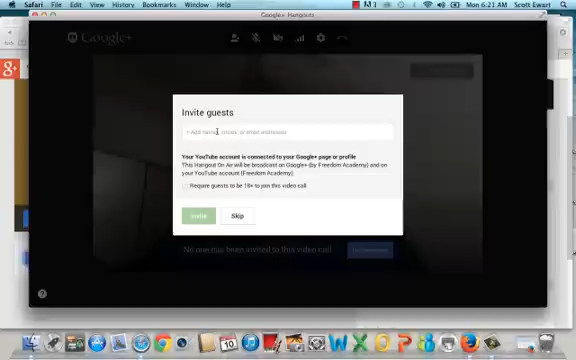 Safari File Edit View History Bookmarks Window Help
Mon 6:21 AM Scott Ewart
Google+ Hangouts
Google+
Invite guests
+ Add names, circles, or email addresses
Your YouTube account is connected to your Google+ page or profile
This Hangout On Air will be broadcast on Google+ (by Freedom Academy) and on
your YouTube account (Freedom Academy)
Require guests to be 18+ to join this video call.
Invite Skip
No one has been invited to this video call